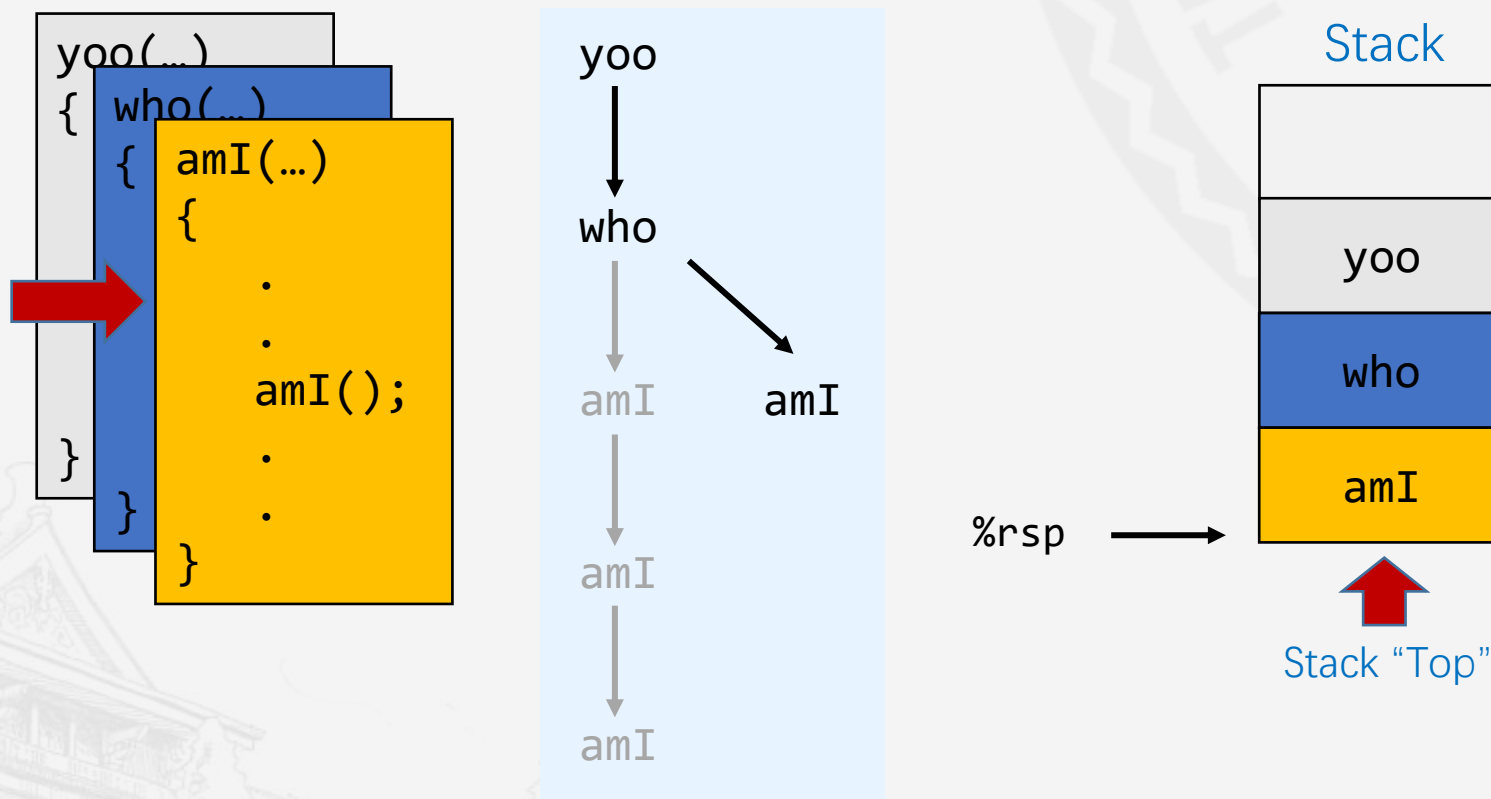 yoo(…)
{
}
who(…)
{
}
amI(…)
{
.
.
amI();
.
.
}
yoo
who
amI
amI
amI
amI
Stack
yoo
who
amI
%rsp
Stack “Top”